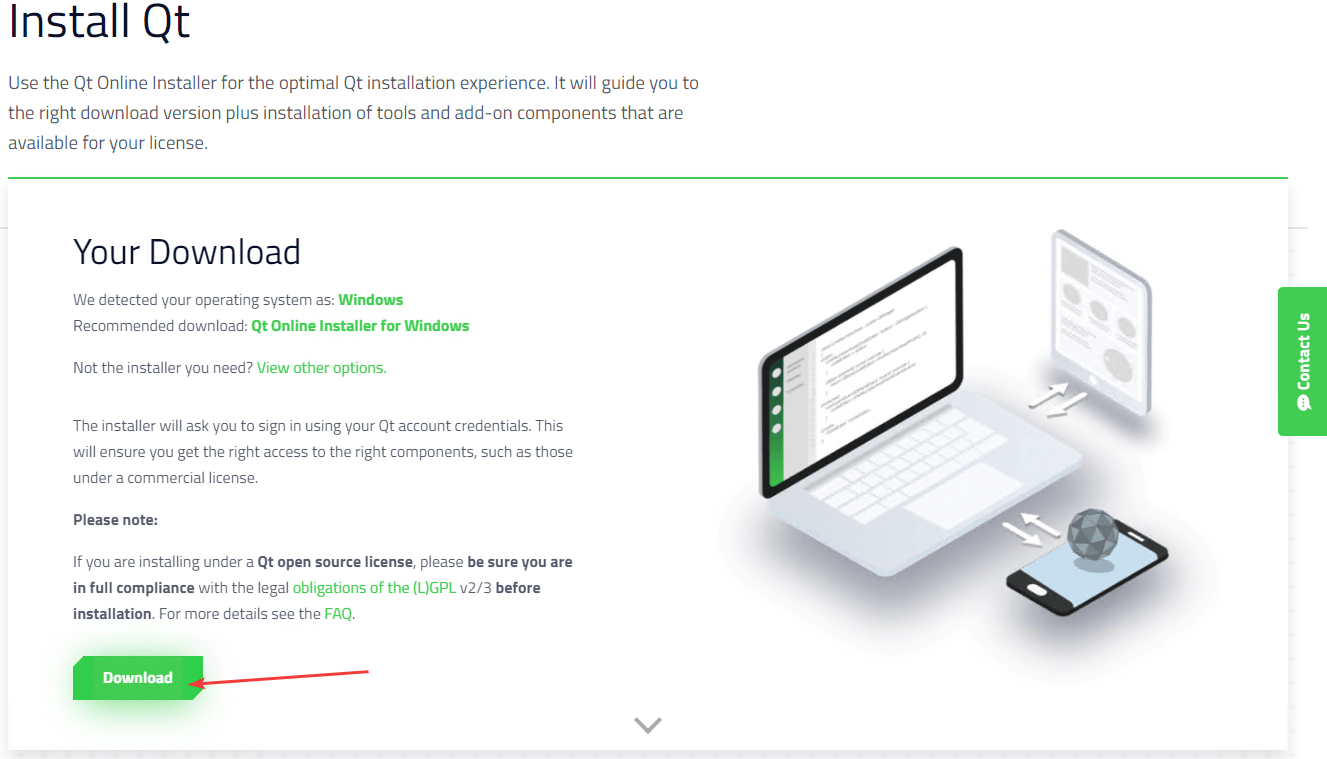 Install Qt
Use the Qt Online Installer for the optimal Qt installation experience. It will guide you to
the right download version plus installation of tools and add-on components that are
available for your license.
Your Download
We detected your operating system as: Windows
Recommended download: Qt Online Installer for Windows
Not the installer you need? View other options.
The installer will ask you to sign in using your Qt account credentials. This
will ensure you get the right access to the right components, such as those
under a commercial license.
Please note:
If you are installing under a Qt open source license, please be sure you are
in full compliance with the legal obligations of the (L)GPL v2/3 before
installation. For more details see the FAQ.
Download
Contact Us